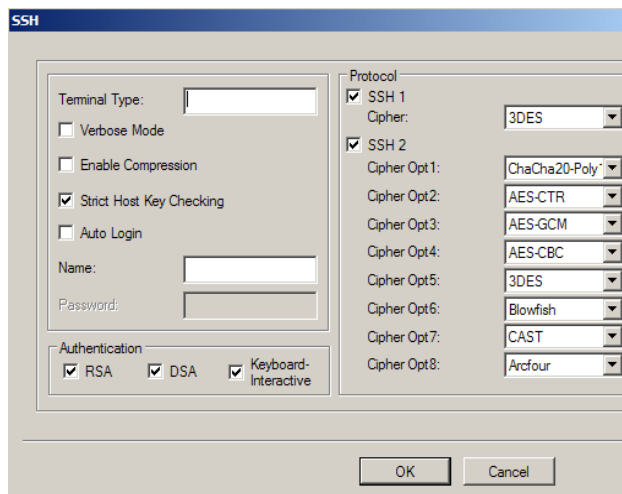 SSH
Terminal Type:
Verbose Mode
Enable Compression
Strict Host Key Checking
Auto Login
Name:
Password:
Authentication
RSA DSA Keyboard-
Interactive
Protocol
SSH 1
Cipher: 3DES
SSH 2
Cipher Opt1: ChaCha20-Poly1
Cipher Opt2: AES-CTR
Cipher Opt3: AES-GCM
Cipher Opt4: AES-CBC
Cipher Opt5: 3DES
Cipher Opt6: Blowfish
Cipher Opt7: CAST
Cipher Opt8: Arcfour
OK Cancel